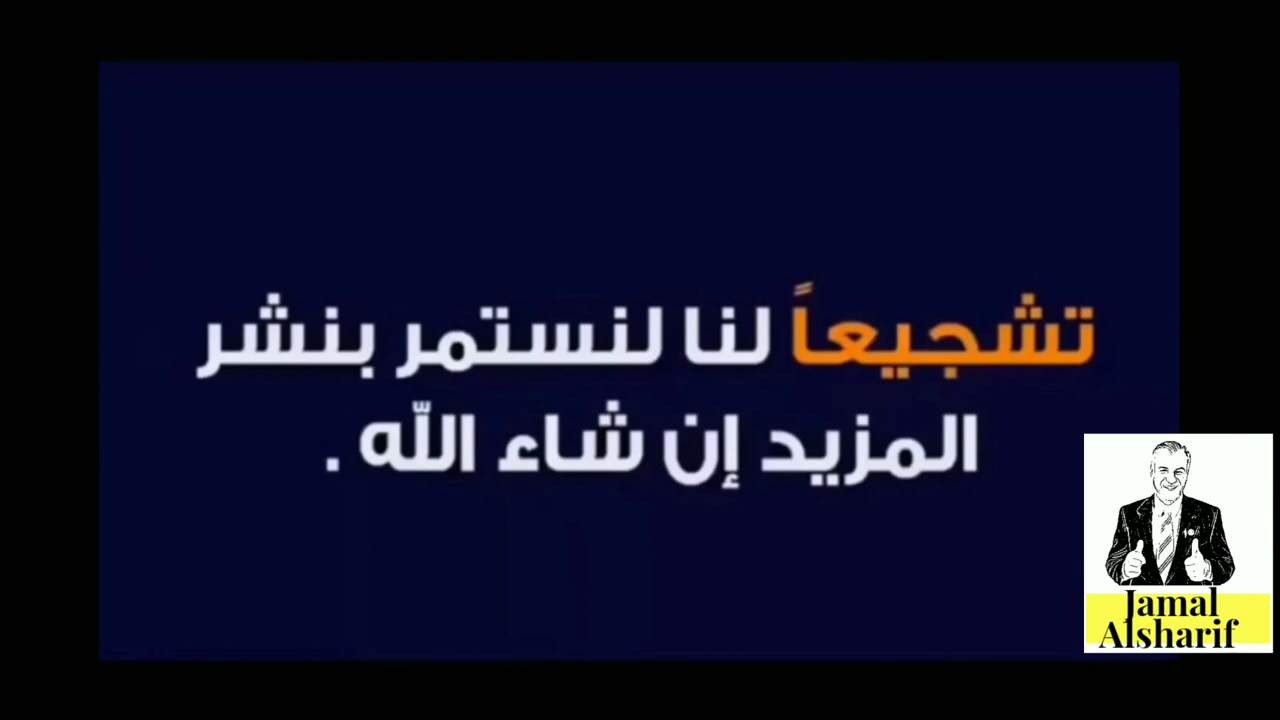 تشجيعاً لنا لنستمر بنشر
المزيد إن شاء الله .
Jamal
Alsharif